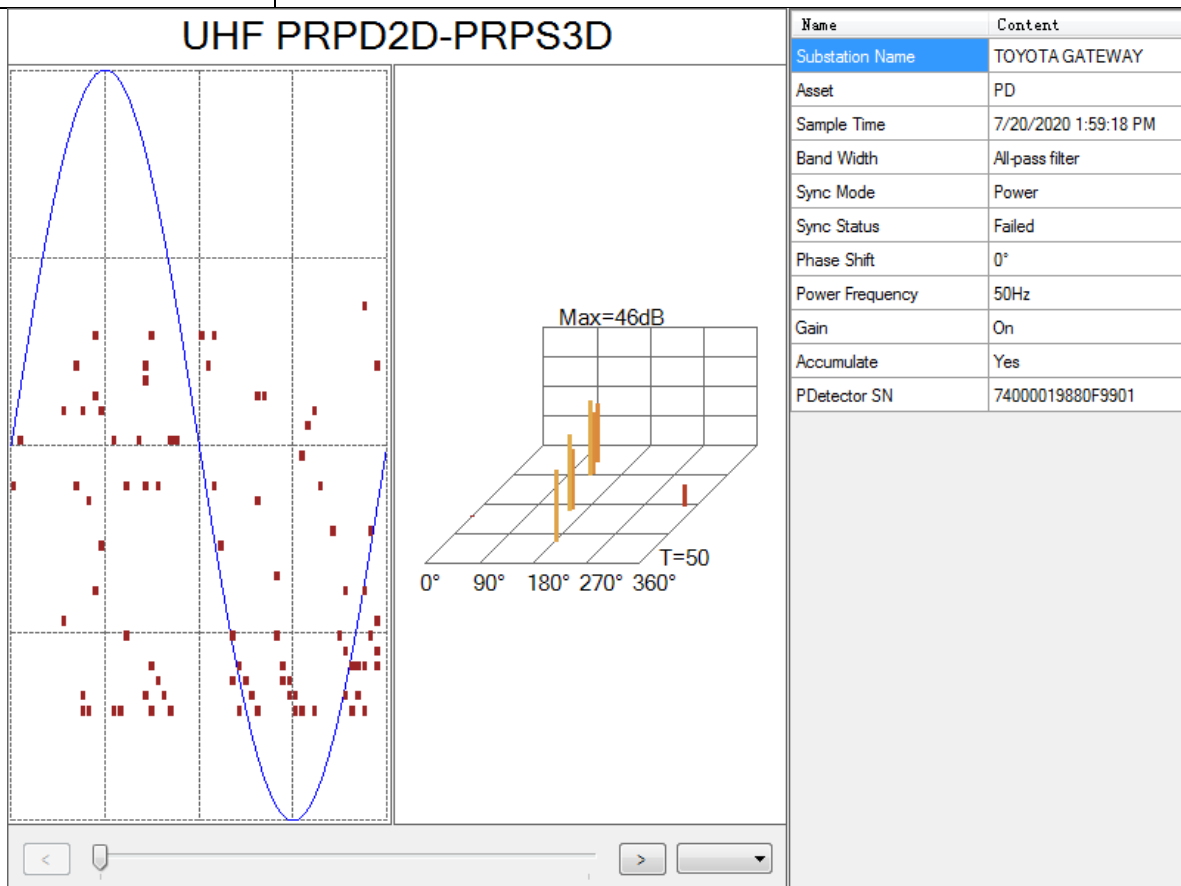 UHF PRPD2D-PRPS3D
Max=46dB
T=50
0° 90° 180° 270° 360°
< >
Name Content
Substation Name TOYOTA GATEWAY
Asset PD
Sample Time 7/20/2020 1:59:18 PM
Band Width All-pass filter
Sync Mode Power
Sync Status Failed
Phase Shift 0°
Power Frequency 50Hz
Gain On
Accumulate Yes
PDetector SN 74000019880F9901